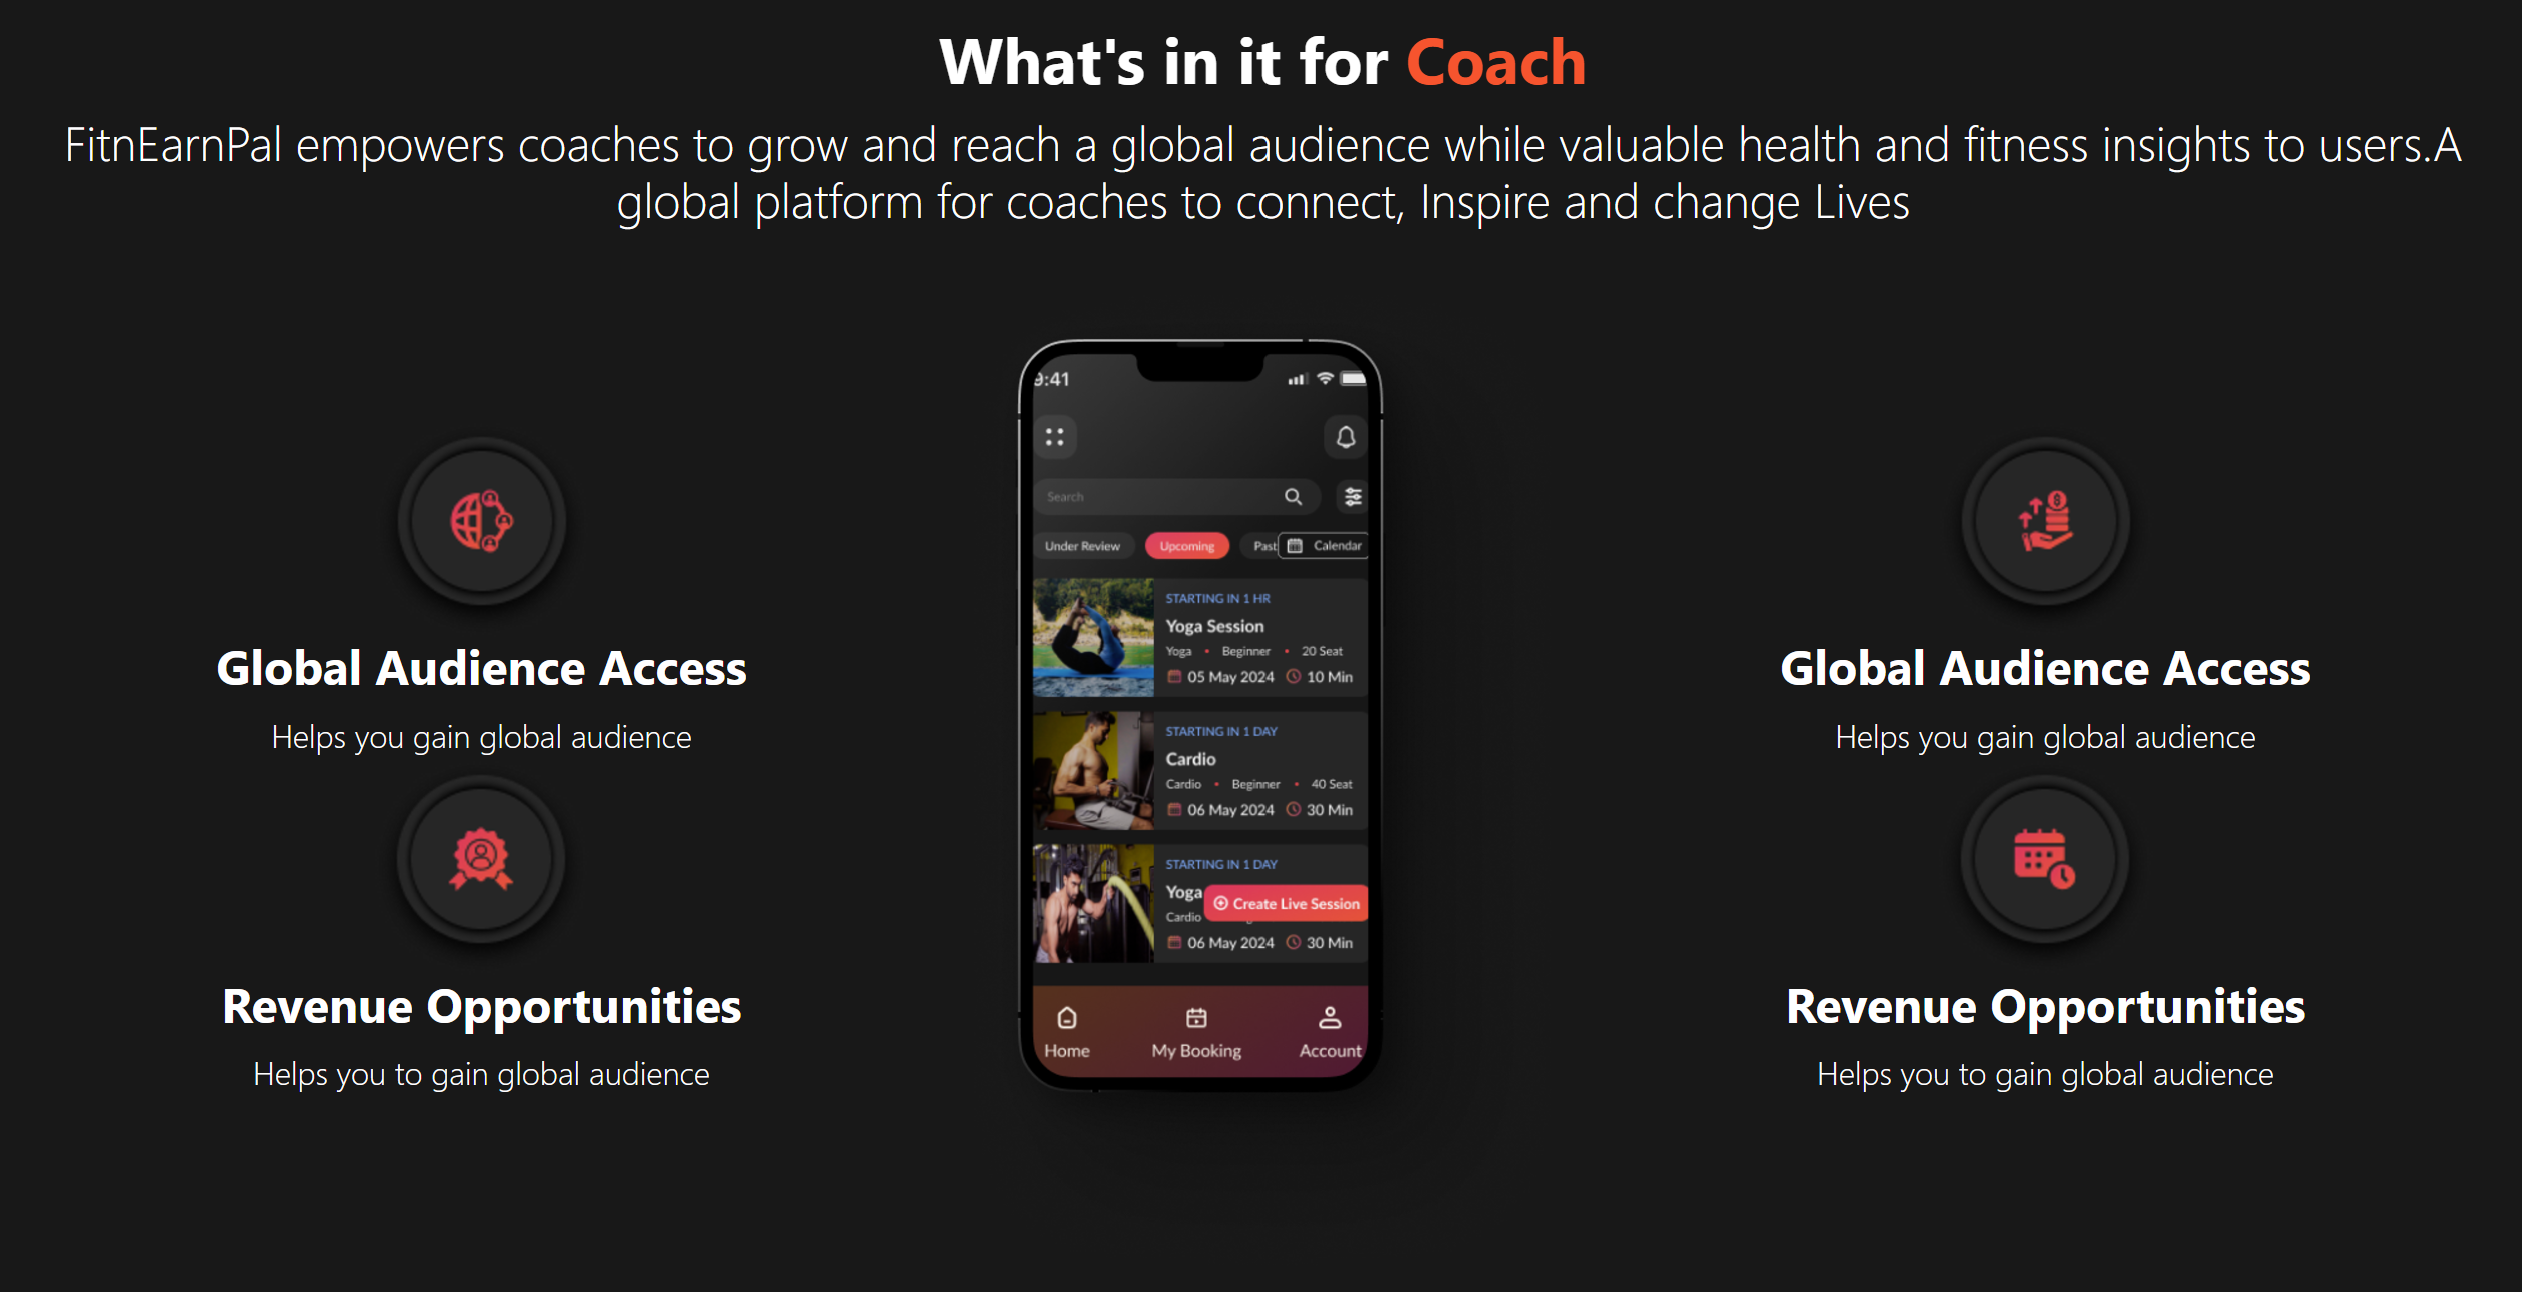 What's in it for Coach
FitnEarnPal empowers coaches to grow and reach a global audience while valuable health and fitness insights to users.A
global platform for coaches to connect, Inspire and change Lives
Global Audience Access
Helps you gain global audience
Revenue Opportunities
Helps you to gain global audience
9:41
Search
Under Review
Upcoming
Past
Calendar
STARTING IN 1 HR
Yoga Session
Yoga • Beginner • 20 Seat
05 May 2024 10 Min
STARTING IN 1 DAY
Cardio
Cardio • Beginner • 40 Seat
06 May 2024 30 Min
STARTING IN 1 DAY
Yoga
Create Live Session
Cardio
06 May 2024 30 Min
Home
My Booking
Account
Global Audience Access
Helps you gain global audience
Revenue Opportunities
Helps you to gain global audience